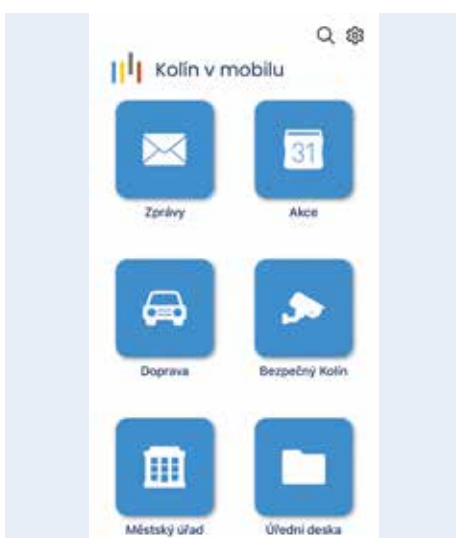 Kolín v mobilu
31
Zprávy
Akce
Doprava
Bezpečný Kolín
Městský úřad
Úřední deska